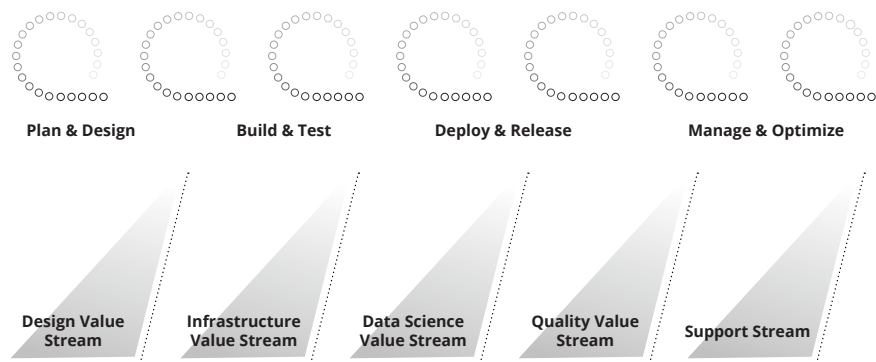 Plan & Design
Build & Test
Deploy & Release
Manage & Optimize
Design Value
Stream
Infrastructure
Value Stream
Data Science
Value Stream
Quality Value
Stream
Support Stream